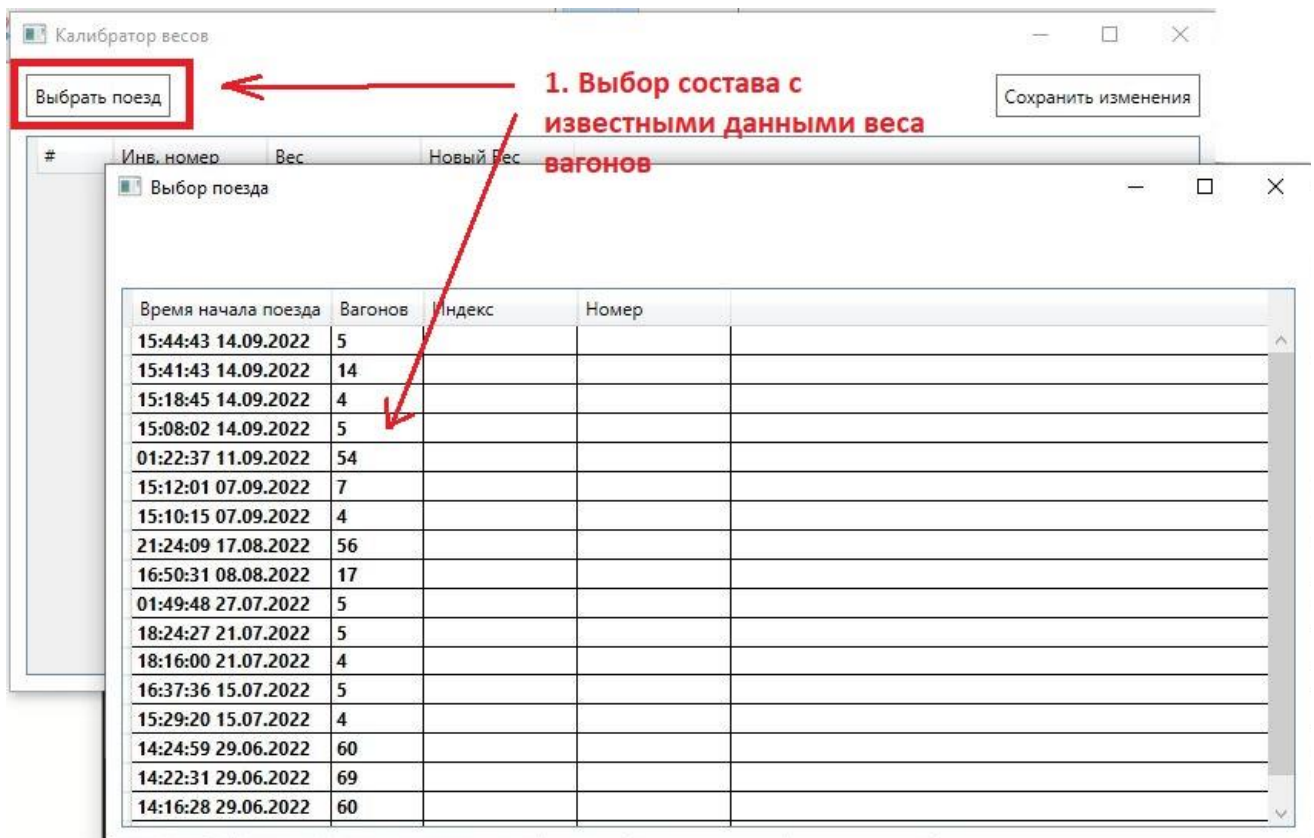 Калибратор весов
Выбрать поезд
1. Выбор состава с
известными данными веса
вагонов
Сохранить изменения
# Инв. номер Вес Новый Вес
Выбор поезда
Время начала поезда Вагонов Индекс Номер
15:44:43 14.09.2022 5
15:41:43 14.09.2022 14
15:18:45 14.09.2022 4
15:08:02 14.09.2022 5
01:22:37 11.09.2022 54
15:12:01 07.09.2022 7
15:10:15 07.09.2022 4
21:24:09 17.08.2022 56
16:50:31 08.08.2022 17
01:49:48 27.07.2022 5
18:24:27 21.07.2022 5
18:16:00 21.07.2022 4
16:37:36 15.07.2022 5
15:29:20 15.07.2022 4
14:24:59 29.06.2022 60
14:22:31 29.06.2022 69
14:16:28 29.06.2022 60